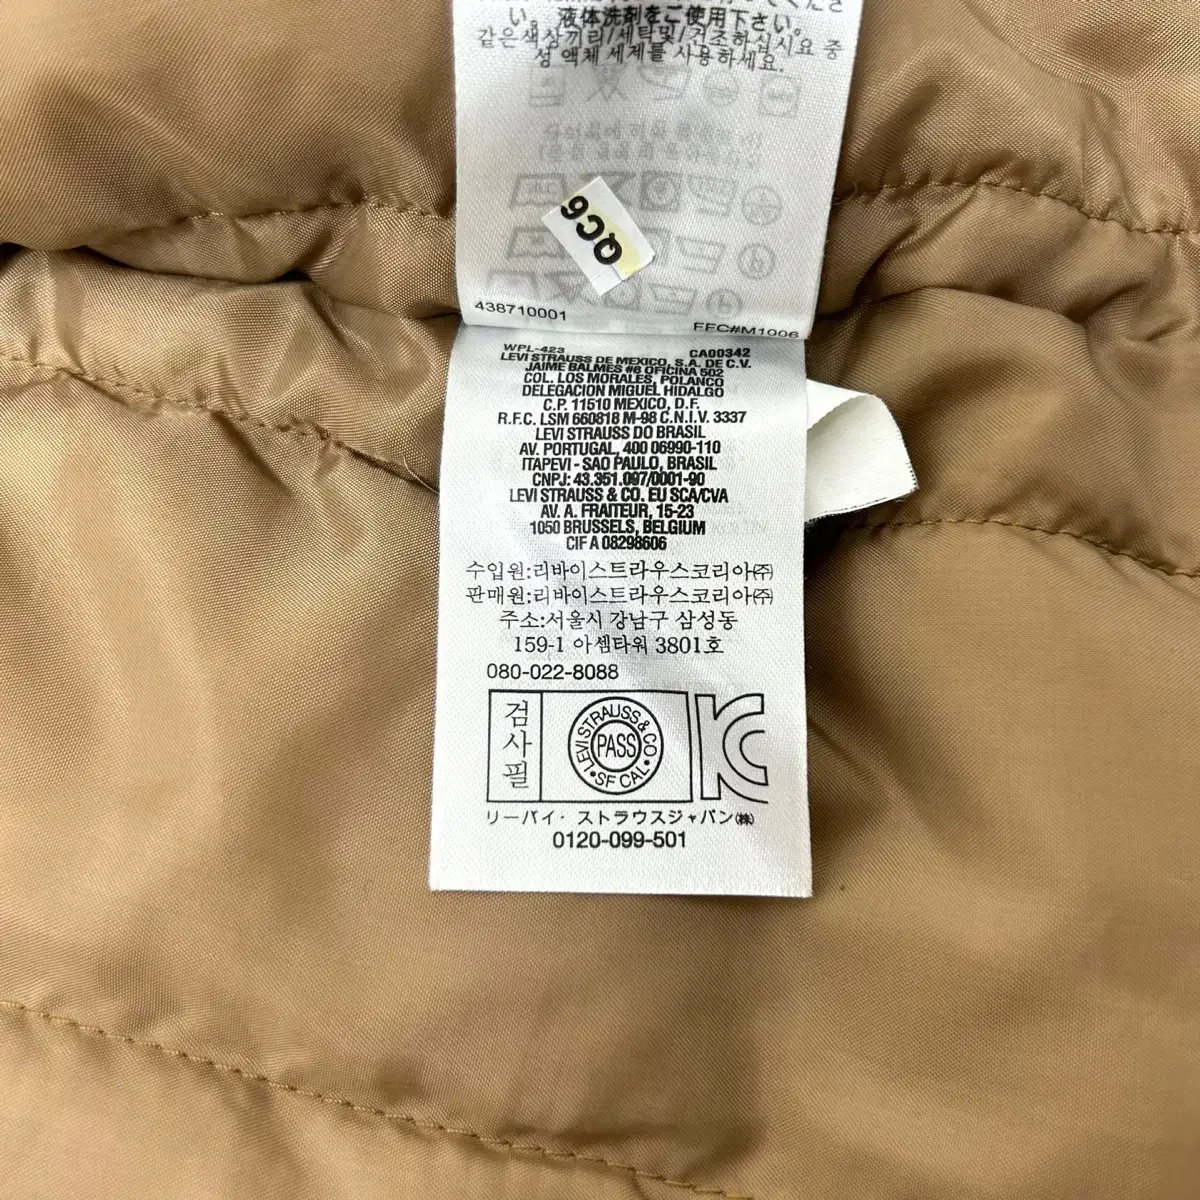 い。液体洗剤をご使用下さい。
같은색상끼리/세탁및/건조하십시요 중
성 액체 세제를 사용하세요.
QC6
438710001
FFC#M1006
WPL-423 CA00342
LEVI STRAUSS DE MEXICO, S.A. DE C.V.
JAIME BALMES #8 OFICINA 502
COL. LOS MORALES, POLANCO
DELEGACION MIGUEL HIDALGO
C.P. 11510 MEXICO, D.F.
R.F.C. LSM 660818 M-98 C.N.I.V. 3337
LEVI STRAUSS DO BRASIL
AV. PORTUGAL, 400 06990-110
ITAPEVI - SAO PAULO, BRASIL
CNPJ: 43.351.097/0001-90
LEVI STRAUSS & CO. EU SCA/CVA
AV. A. FRAITEUR, 15-23
1050 BRUSSELS, BELGIUM
CIF A 08298606
수입원:리바이스트라우스코리아㈜
판매원:리바이스트라우스코리아㈜
주소:서울시 강남구 삼성동
159-1 아셈타워 3801호
080-022-8088
검사필
LEVI STRAUSS & CO
PASS
SF CAL
KC
リーバイ・ストラウスジャパン㈱
0120-099-501